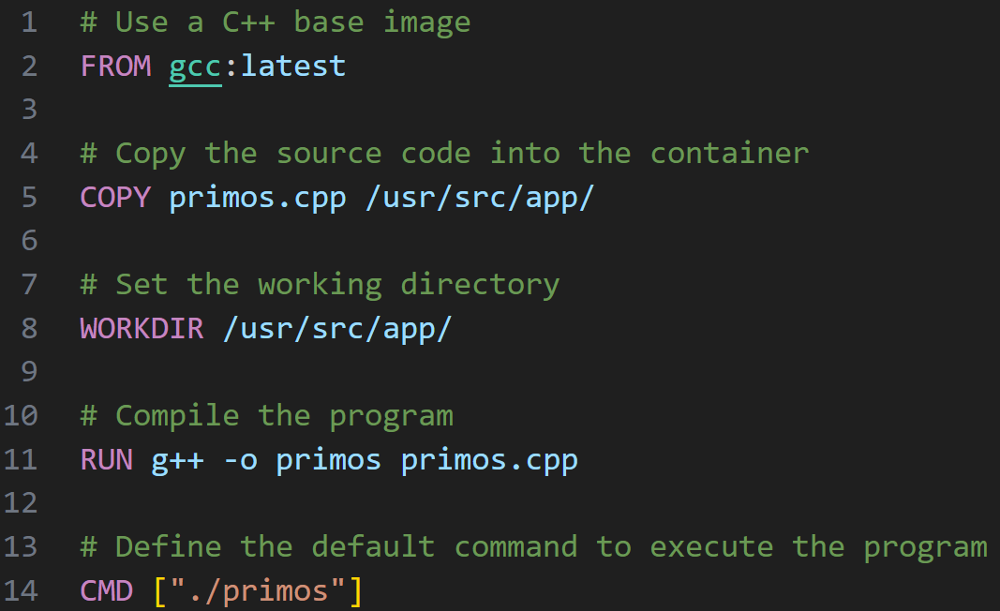 1 # Use a C++ base image
2 FROM gcc:latest
3
4 # Copy the source code into the container
5 COPY primos.cpp /usr/src/app/
6
7 # Set the working directory
8 WORKDIR /usr/src/app/
9
10 # Compile the program
11 RUN g++ -o primos primos.cpp
12
13 # Define the default command to execute the program
14 CMD ["./primos"]